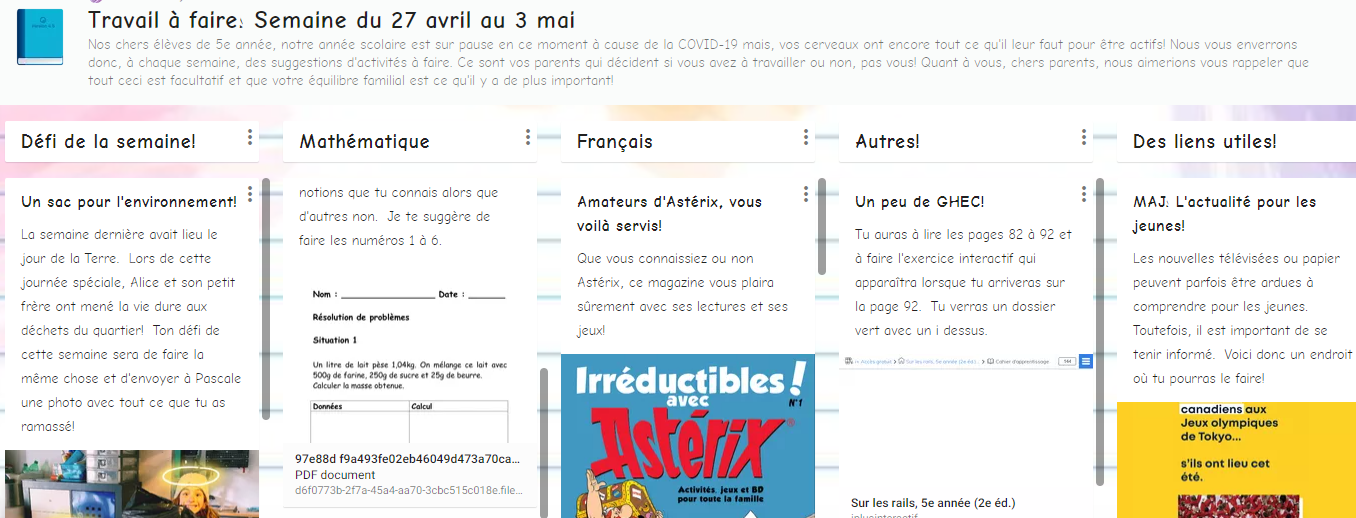 Travail à faire: Semaine du 27 avril au 3 mai
Nos chers élèves de 5e année, notre année scolaire est sur pause en ce moment à cause de la COVID-19 mais, vos cerveaux ont encore tout ce qu'il leur faut pour être actifs! Nous vous enverrons
donc, à chaque semaine, des suggestions d'activités à faire. Ce sont vos parents qui décident si vous avez à travailler ou non, pas vous! Quant à vous, chers parents, nous aimerions vous rappeler que
tout ceci est facultatif et que votre équilibre familial est ce qu'il y a de plus important!
Défi de la semaine!
Un sac pour l'environnement!
La semaine dernière avait lieu le
jour de la Terre. Lors de cette
journée spéciale, Alice et son petit
frère ont mené la vie dure aux
déchets du quartier! Ton défi de
cette semaine sera de faire la
même chose et d'envoyer à Pascale
une photo avec tout ce que tu as
ramassé!
Mathématique
notions que tu connais alors que
d'autres non. Je te suggère de
faire les numéros 1 à 6.
Nom : Date :
Résolution de problèmes
Situation 1
Un litre de lait pèse 1,04kg. On mélange ce lait avec
500g de farine, 250g de sucre et 25g de beurre.
Calculer la masse obtenue.
Données Calcul
97e88d f9a493fe02eb46049d473a70ca...
PDF document
d6f0773b-2f7a-45a4-aa70-3cbc515c018e.file...
Français
Amateurs d'Astérix, vous
voilà servis!
Que vous connaissiez ou non
Astérix, ce magazine vous plaira
sûrement avec ses lectures et ses
jeux!
Irréductibles!
avec
N°1
Astérix
Activités, jeux et BD
pour toute la famille
Autres!
Un peu de GHEC!
Tu auras à lire les pages 82 à 92 et
à faire l'exercice interactif qui
apparaîtra lorsque tu arriveras sur
la page 92. Tu verras un dossier
vert avec un i dessus.
Accès gratuit > Sur les rails, 5e année (2e éd.) > Cahier d'apprentissage
Sur les rails, 5e année (2e éd.)
iplusinteractif
Des liens utiles!
MAJ: L'actualité pour les
jeunes!
Les nouvelles télévisées ou papier
peuvent parfois être ardues à
comprendre pour les jeunes.
Toutefois, il est important de se
tenir informé. Voici donc un endroit
où tu pourras le faire!
canadiens aux
Jeux olympiques
de Tokyo...
s'ils ont lieu cet
été.